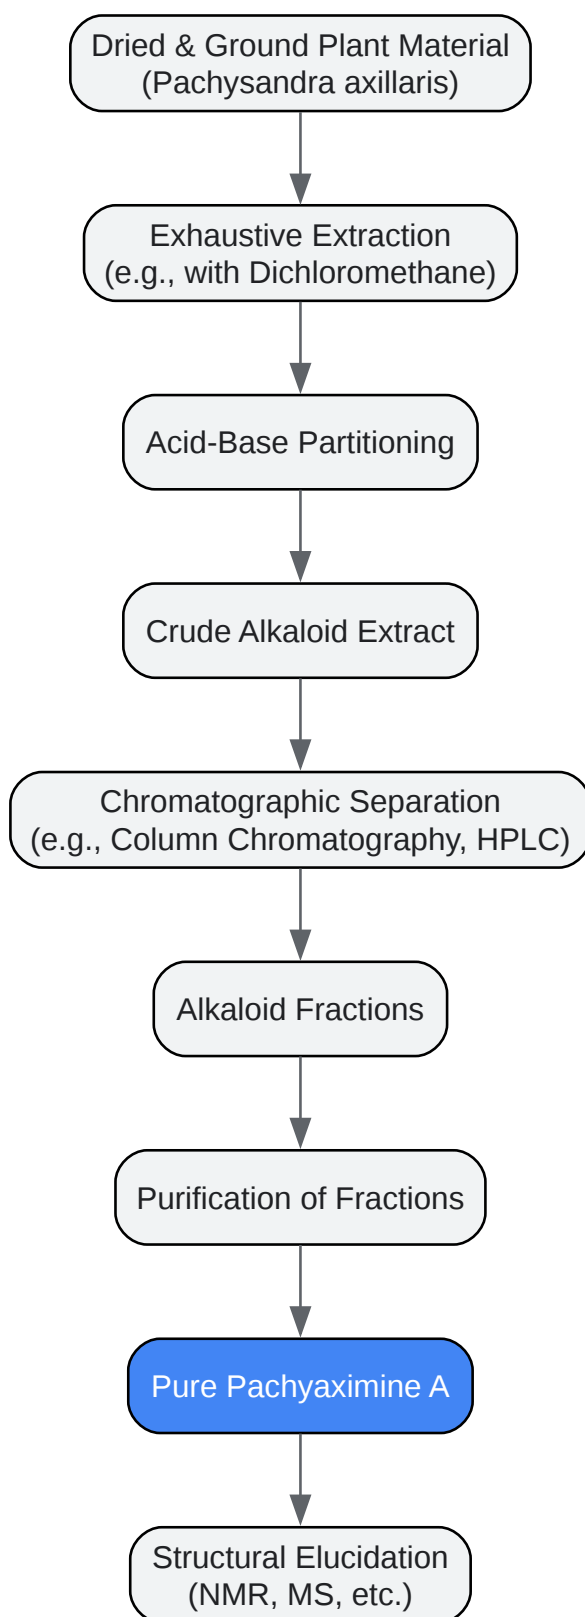 Dried & Ground Plant Material
(Pachysandra axillaris)
Exhaustive Extraction
(e.g., with Dichloromethane)
Acid-Base Partitioning
Crude Alkaloid Extract
Chromatographic Separation
(e.g., Column Chromatography, HPLC)
Alkaloid Fractions
Purification of Fractions
Pure Pachyaximine A
Structural Elucidation
(NMR, MS, etc.)